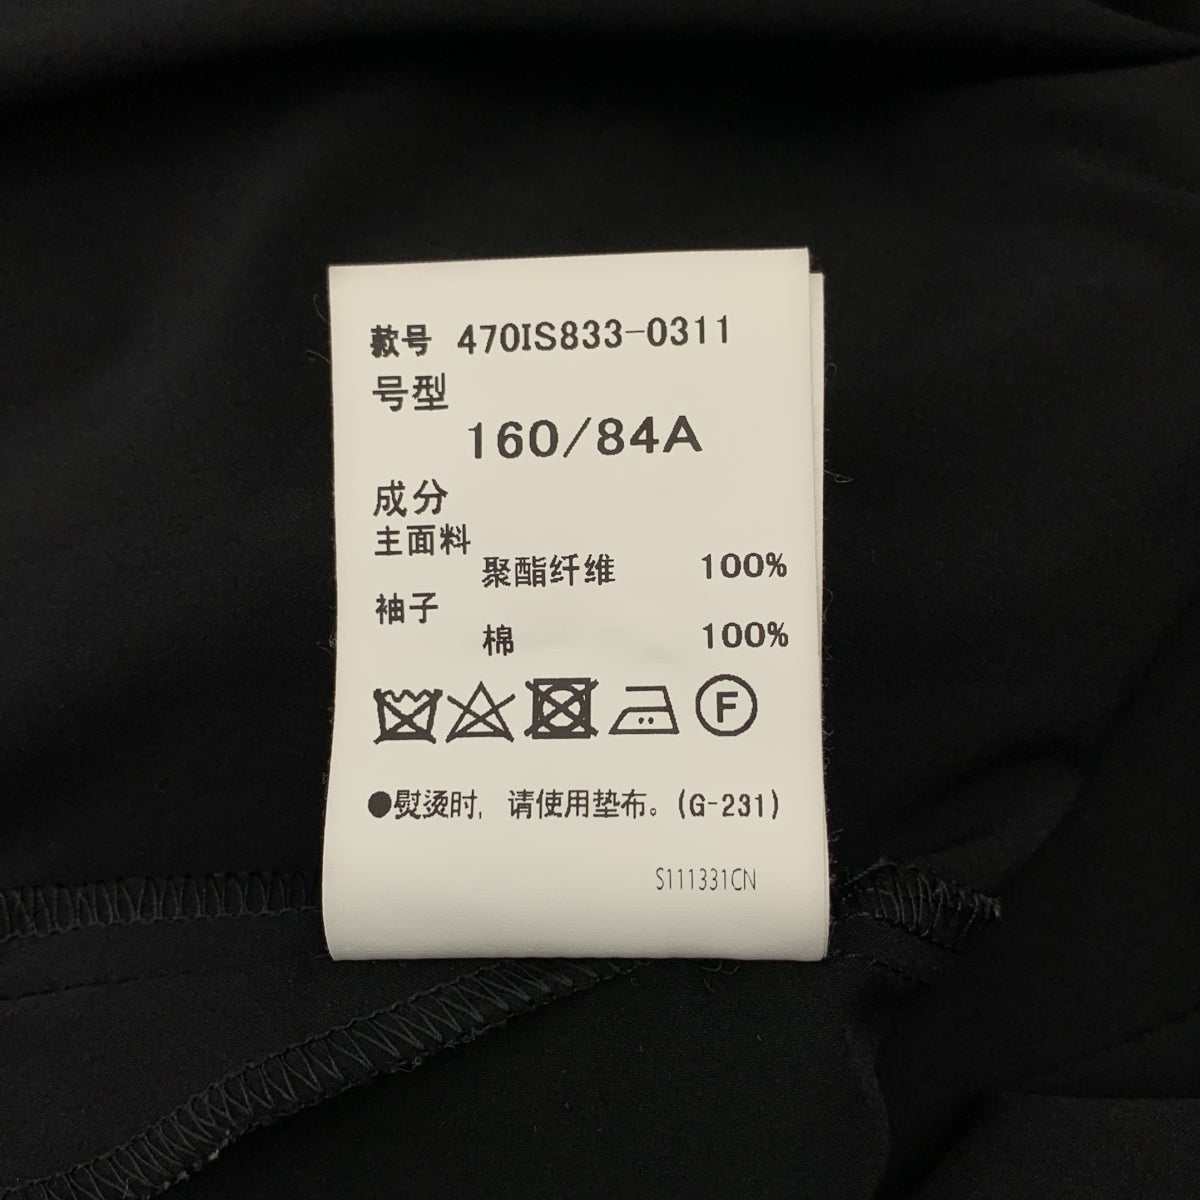 款号 470IS833-0311
号型
160/84A
成分
主面料
聚酯纤维 100%
袖子
棉 100%
F
●熨烫时, 请使用垫布。(G-231)
S111331CN